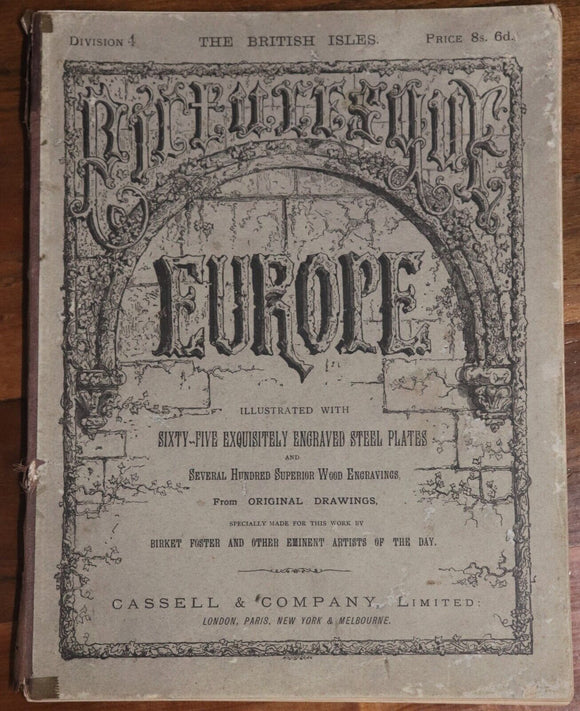 Division 4 THE BRITISH ISLES. PRICE 8s. 6d.
Picturesque
EUROPE.
ILLUSTRATED WITH
SIXTY-FIVE EXQUISITELY ENGRAVED STEEL PLATES
AND
SEVERAL HUNDRED SUPERIOR WOOD ENGRAVINGS,
From ORIGINAL DRAWINGS,
SPECIALLY MADE FOR THIS WORK BY
BIRKET FOSTER AND OTHER EMINENT ARTISTS OF THE DAY.
CASSELL & COMPANY, LIMITED:
LONDON, PARIS, NEW YORK & MELBOURNE.